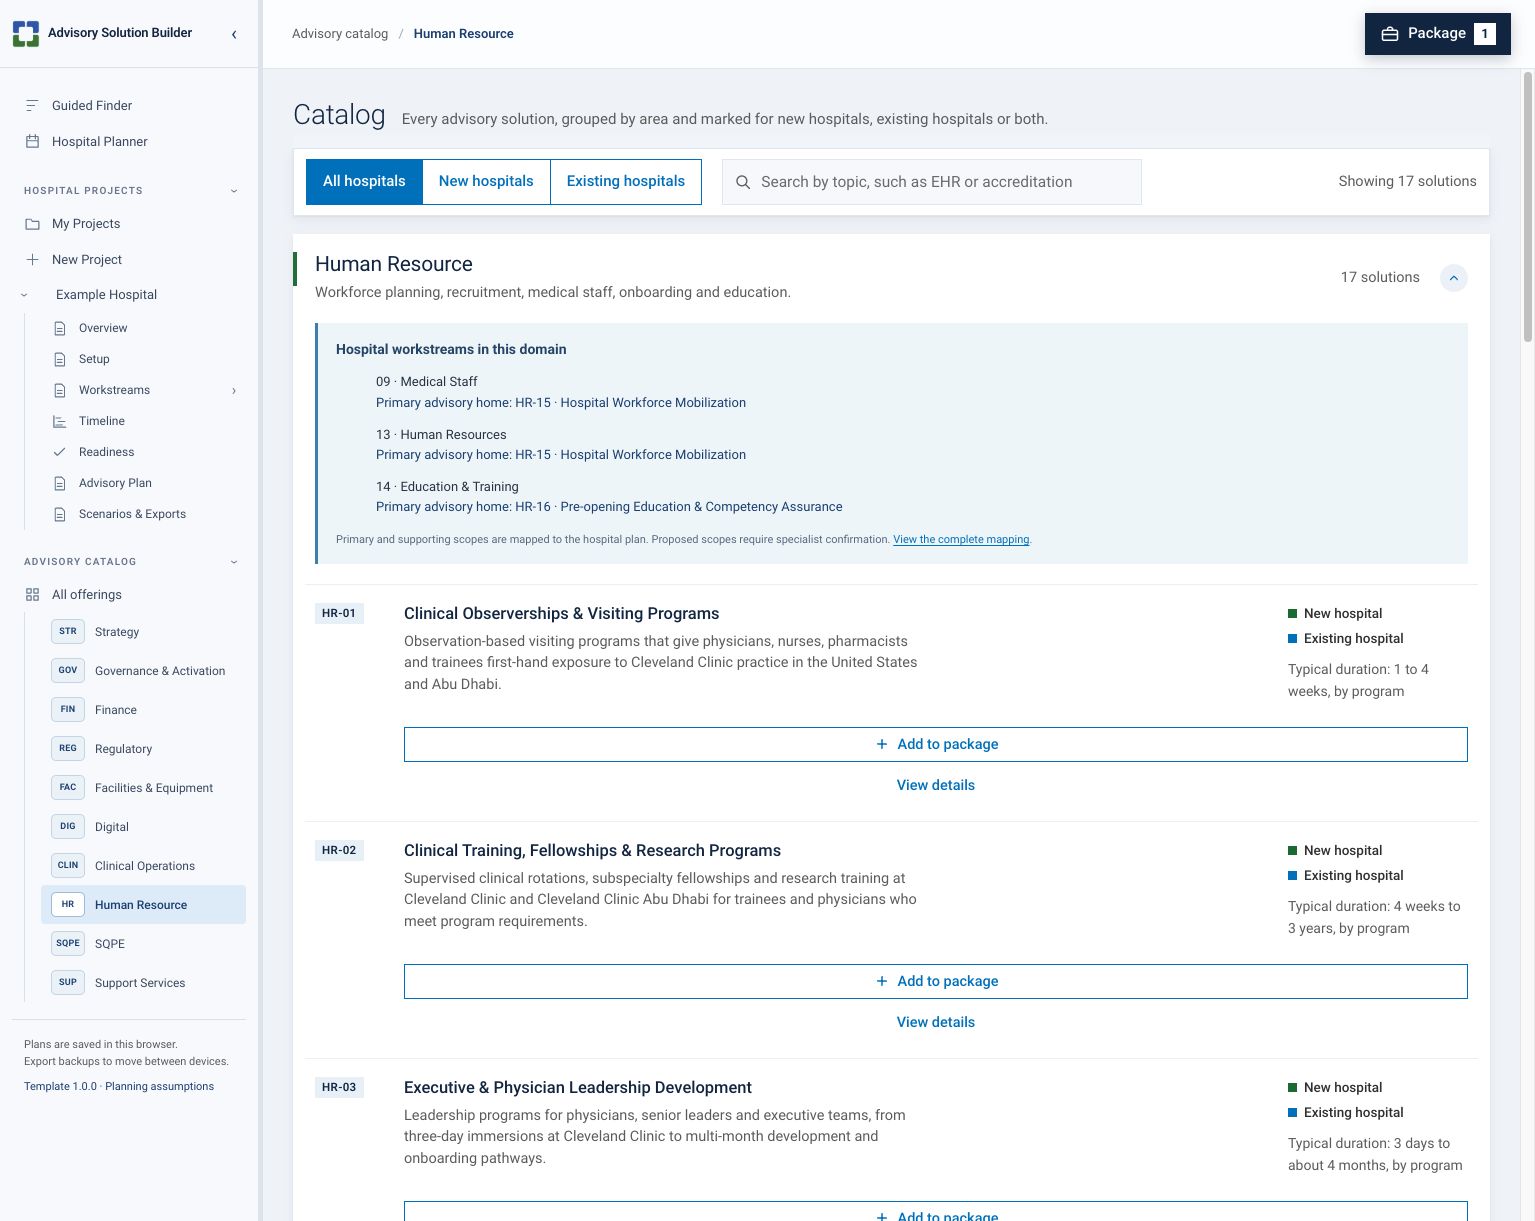 Advisory Solution Builder
Guided Finder
Hospital Planner
HOSPITAL PROJECTS
My Projects
New Project
Example Hospital
Overview
Setup
Workstreams
Timeline
Readiness
Advisory Plan
Scenarios & Exports
ADVISORY CATALOG
All offerings
STR Strategy
GOV Governance & Activation
FIN Finance
REG Regulatory
FAC Facilities & Equipment
DIG Digital
CLIN Clinical Operations
HR Human Resource
SQPE SQPE
SUP Support Services
Plans are saved in this browser.
Export backups to move between devices.
Template 1.0.0 · Planning assumptions
Advisory catalog / Human Resource
Package 1
Catalog Every advisory solution, grouped by area and marked for new hospitals, existing hospitals or both.
All hospitals New hospitals Existing hospitals Search by topic, such as EHR or accreditation Showing 17 solutions
Human Resource
Workforce planning, recruitment, medical staff, onboarding and education.
17 solutions
Hospital workstreams in this domain
09 · Medical Staff
Primary advisory home: HR-15 · Hospital Workforce Mobilization
13 · Human Resources
Primary advisory home: HR-15 · Hospital Workforce Mobilization
14 · Education & Training
Primary advisory home: HR-16 · Pre-opening Education & Competency Assurance
Primary and supporting scopes are mapped to the hospital plan. Proposed scopes require specialist confirmation. View the complete mapping.
HR-01 Clinical Observerships & Visiting Programs
Observation-based visiting programs that give physicians, nurses, pharmacists
and trainees first-hand exposure to Cleveland Clinic practice in the United States
and Abu Dhabi.
New hospital
Existing hospital
Typical duration: 1 to 4
weeks, by program
+ Add to package
View details
HR-02 Clinical Training, Fellowships & Research Programs
Supervised clinical rotations, subspecialty fellowships and research training at
Cleveland Clinic and Cleveland Clinic Abu Dhabi for trainees and physicians who
meet program requirements.
New hospital
Existing hospital
Typical duration: 4 weeks to
3 years, by program
+ Add to package
View details
HR-03 Executive & Physician Leadership Development
Leadership programs for physicians, senior leaders and executive teams, from
three-day immersions at Cleveland Clinic to multi-month development and
onboarding pathways.
New hospital
Existing hospital
Typical duration: 3 days to
about 4 months, by program
+ Add to package